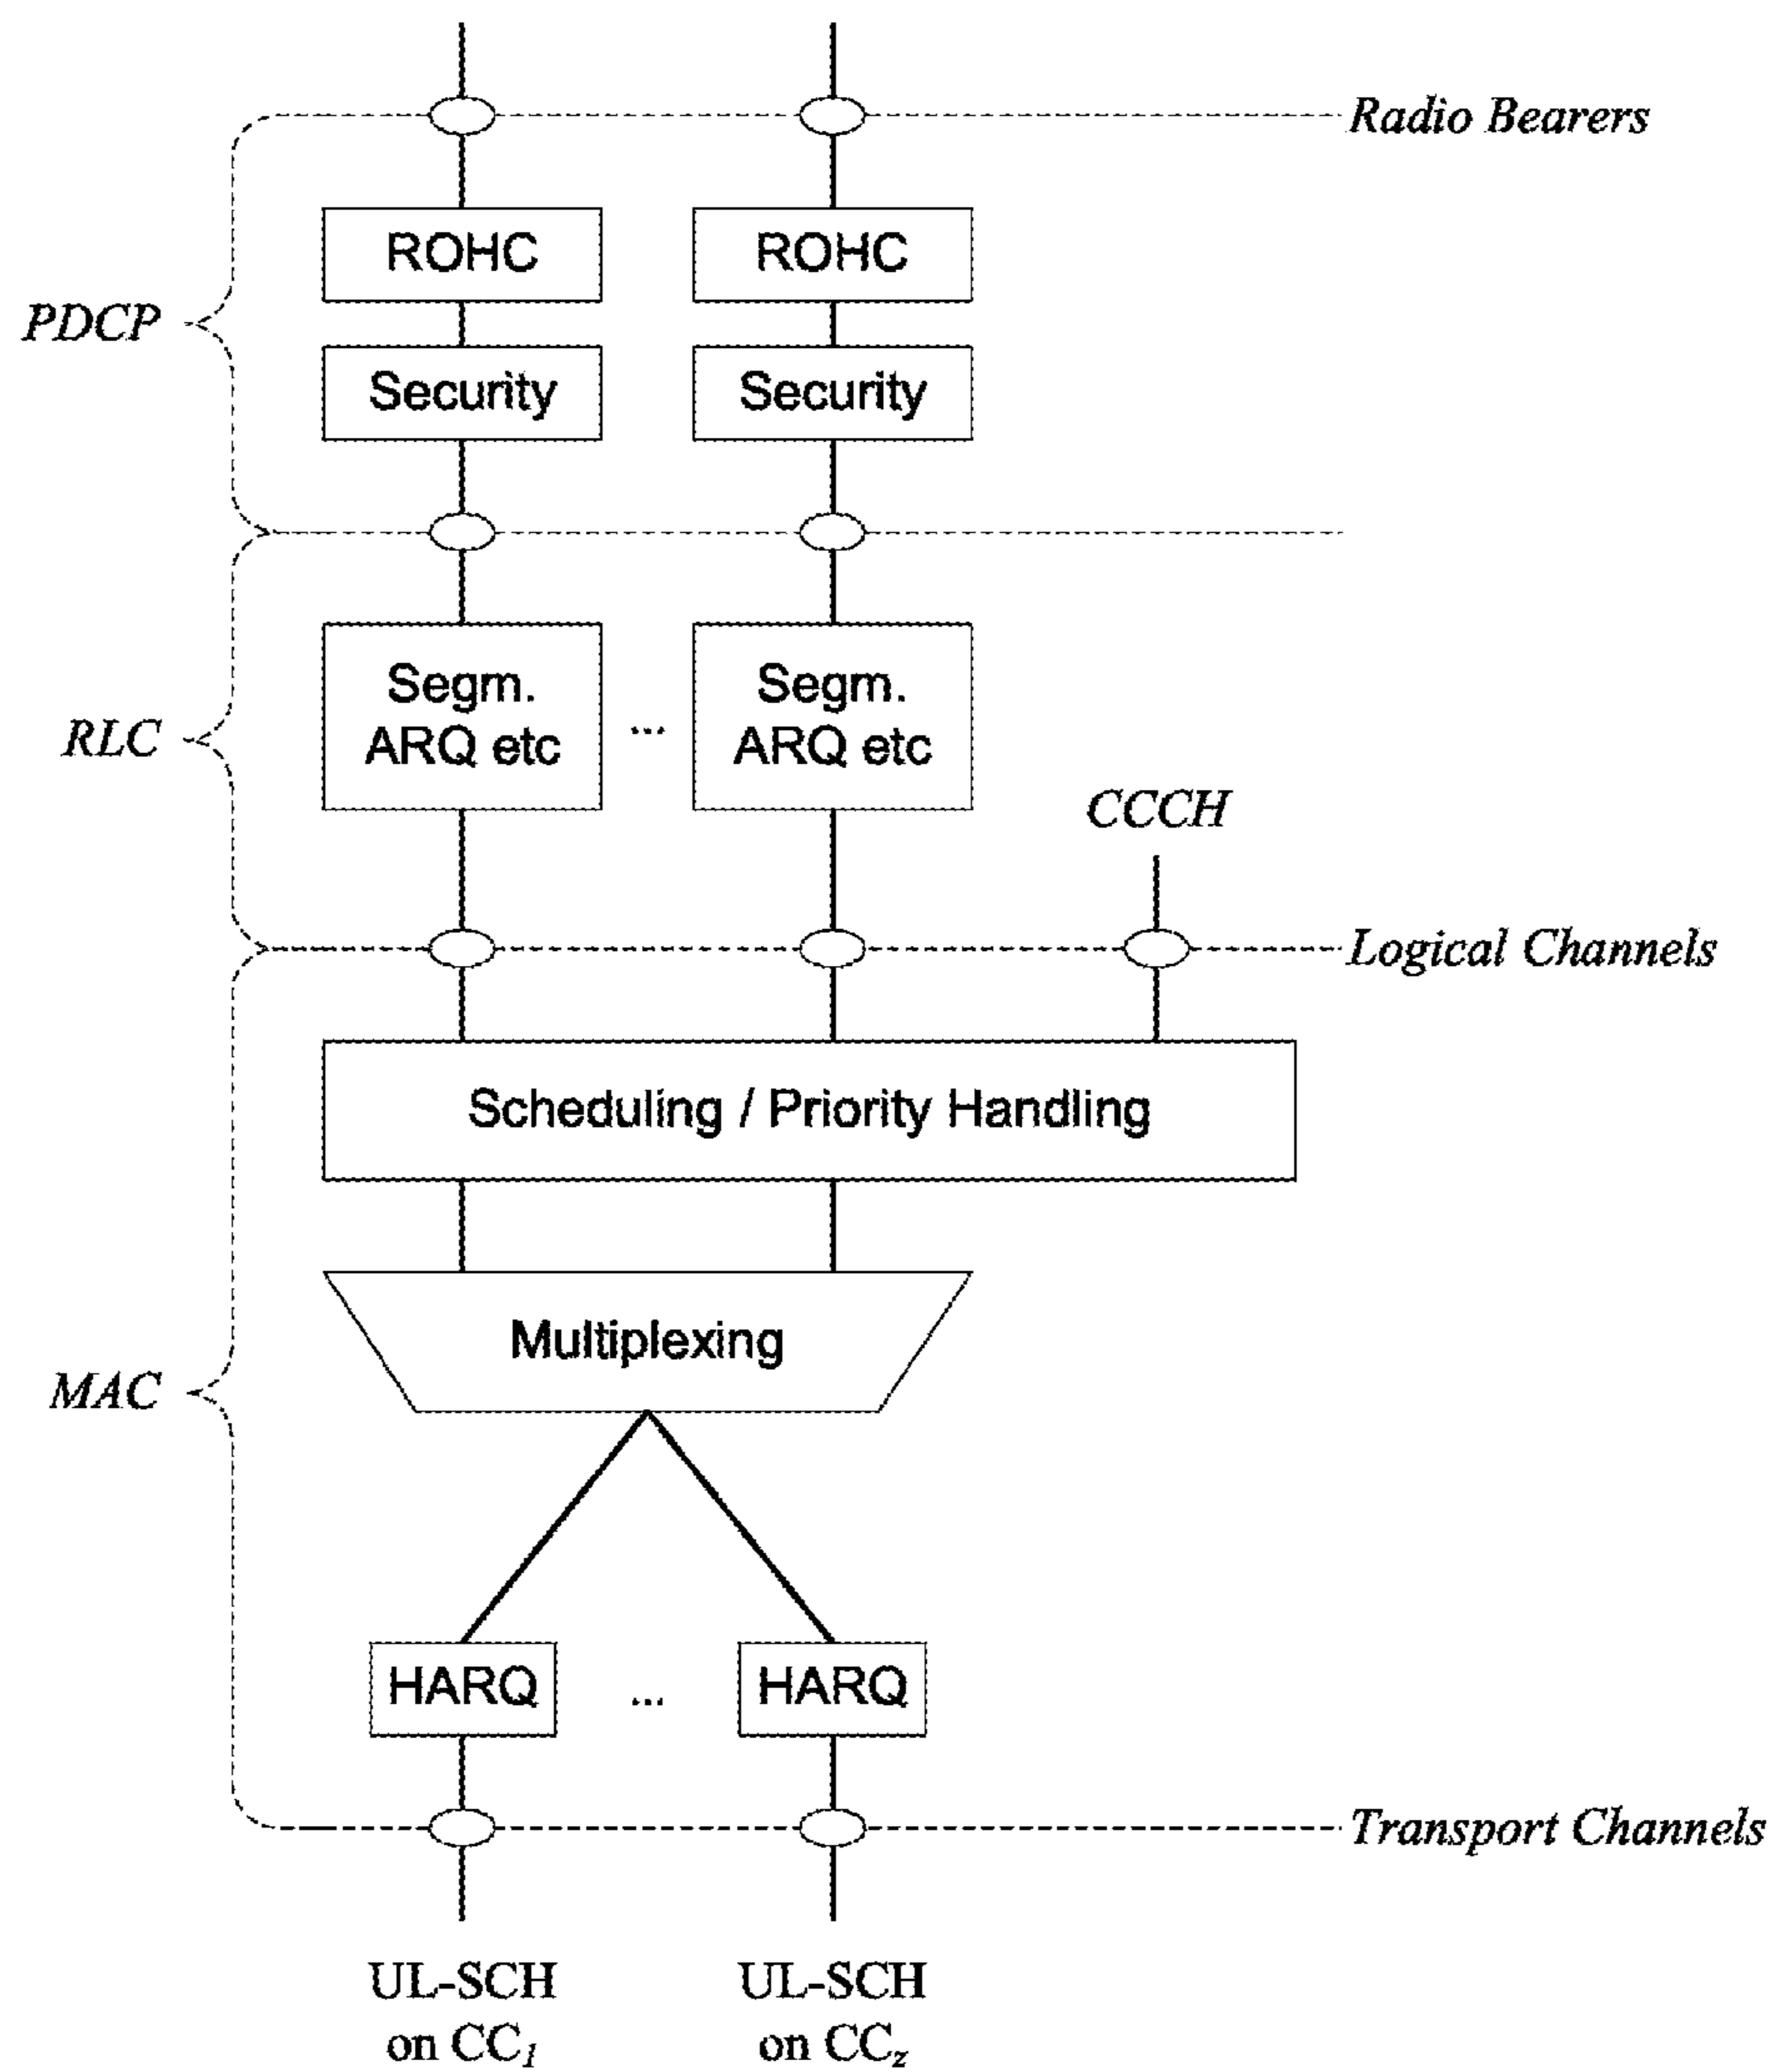 Radio Bearers
ROHC
ROHC
PDCP
Security
Security
Segm.
ARQ etc
...
Segm.
ARQ etc
RLC
CCCH
Logical Channels
Scheduling / Priority Handling
Multiplexing
MAC
HARQ
...
HARQ
Transport Channels
UL-SCH
on CC1
UL-SCH
on CCz